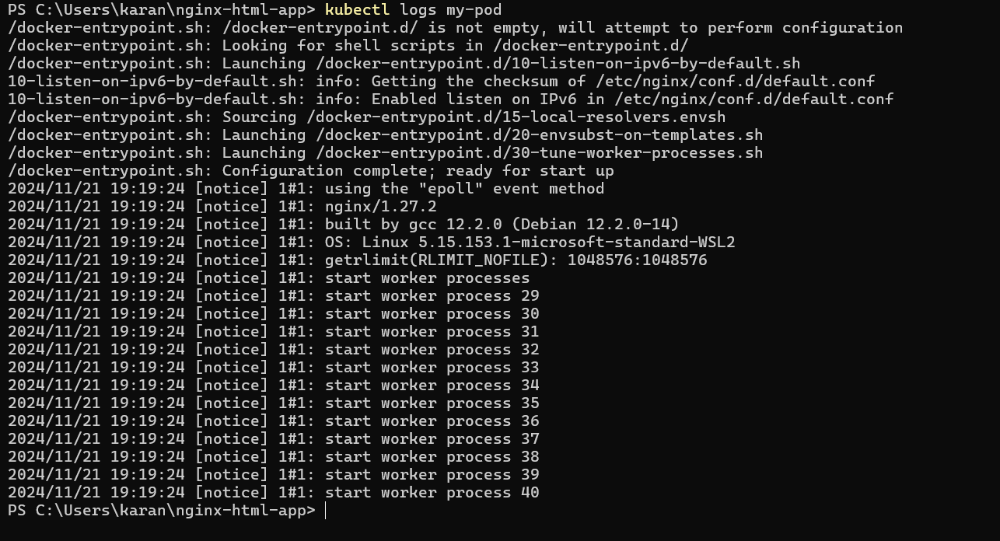 PS C:\Users\karan\nginx-html-app> kubectl logs my-pod
/docker-entrypoint.sh: /docker-entrypoint.d/ is not empty, will attempt to perform configuration
/docker-entrypoint.sh: Looking for shell scripts in /docker-entrypoint.d/
/docker-entrypoint.sh: Launching /docker-entrypoint.d/10-listen-on-ipv6-by-default.sh
10-listen-on-ipv6-by-default.sh: info: Getting the checksum of /etc/nginx/conf.d/default.conf
10-listen-on-ipv6-by-default.sh: info: Enabled listen on IPv6 in /etc/nginx/conf.d/default.conf
/docker-entrypoint.sh: Sourcing /docker-entrypoint.d/15-local-resolvers.envsh
/docker-entrypoint.sh: Launching /docker-entrypoint.d/20-envsubst-on-templates.sh
/docker-entrypoint.sh: Launching /docker-entrypoint.d/30-tune-worker-processes.sh
/docker-entrypoint.sh: Configuration complete; ready for start up
2024/11/21 19:19:24 [notice] 1#1: using the "epoll" event method
2024/11/21 19:19:24 [notice] 1#1: nginx/1.27.2
2024/11/21 19:19:24 [notice] 1#1: built by gcc 12.2.0 (Debian 12.2.0-14)
2024/11/21 19:19:24 [notice] 1#1: OS: Linux 5.15.153.1-microsoft-standard-WSL2
2024/11/21 19:19:24 [notice] 1#1: getrlimit(RLIMIT_NOFILE): 1048576:1048576
2024/11/21 19:19:24 [notice] 1#1: start worker processes
2024/11/21 19:19:24 [notice] 1#1: start worker process 29
2024/11/21 19:19:24 [notice] 1#1: start worker process 30
2024/11/21 19:19:24 [notice] 1#1: start worker process 31
2024/11/21 19:19:24 [notice] 1#1: start worker process 32
2024/11/21 19:19:24 [notice] 1#1: start worker process 33
2024/11/21 19:19:24 [notice] 1#1: start worker process 34
2024/11/21 19:19:24 [notice] 1#1: start worker process 35
2024/11/21 19:19:24 [notice] 1#1: start worker process 36
2024/11/21 19:19:24 [notice] 1#1: start worker process 37
2024/11/21 19:19:24 [notice] 1#1: start worker process 38
2024/11/21 19:19:24 [notice] 1#1: start worker process 39
2024/11/21 19:19:24 [notice] 1#1: start worker process 40
PS C:\Users\karan\nginx-html-app>